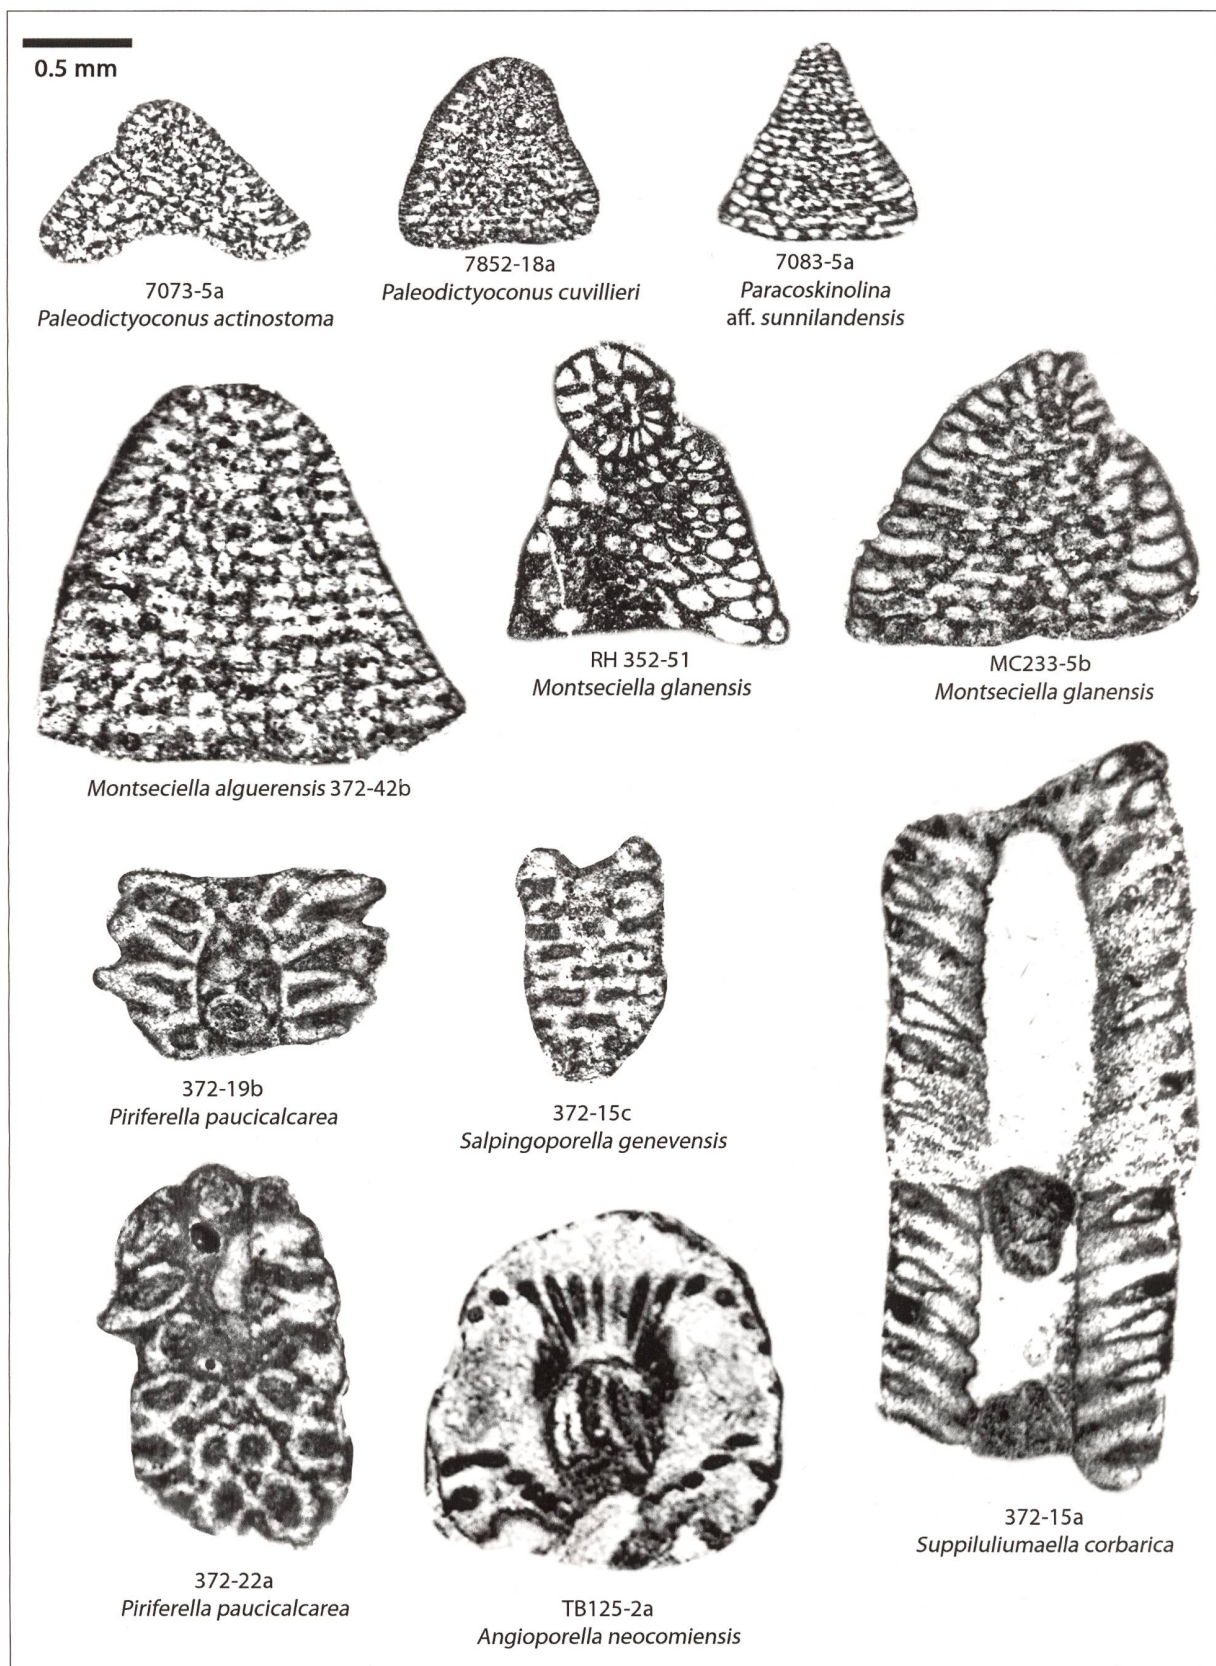 0.5 mm
7073-5a
Paleodictyoconus actinostoma
7852-18a
Paleodictyoconus cuvillieri
7083-5a
Paracoskinolina
aff. sunnilandensis
Montseciella alguerensis 372-42b
RH 352-51
Montseciella glanensis
MC233-5b
Montseciella glanensis
372-19b
Piriferella paucicalcarea
372-15c
Salpingoporella genevensis
372-15a
Suppiluliumaella corbarica
372-22a
Piriferella paucicalcarea
TB125-2a
Angioporella neocomiensis